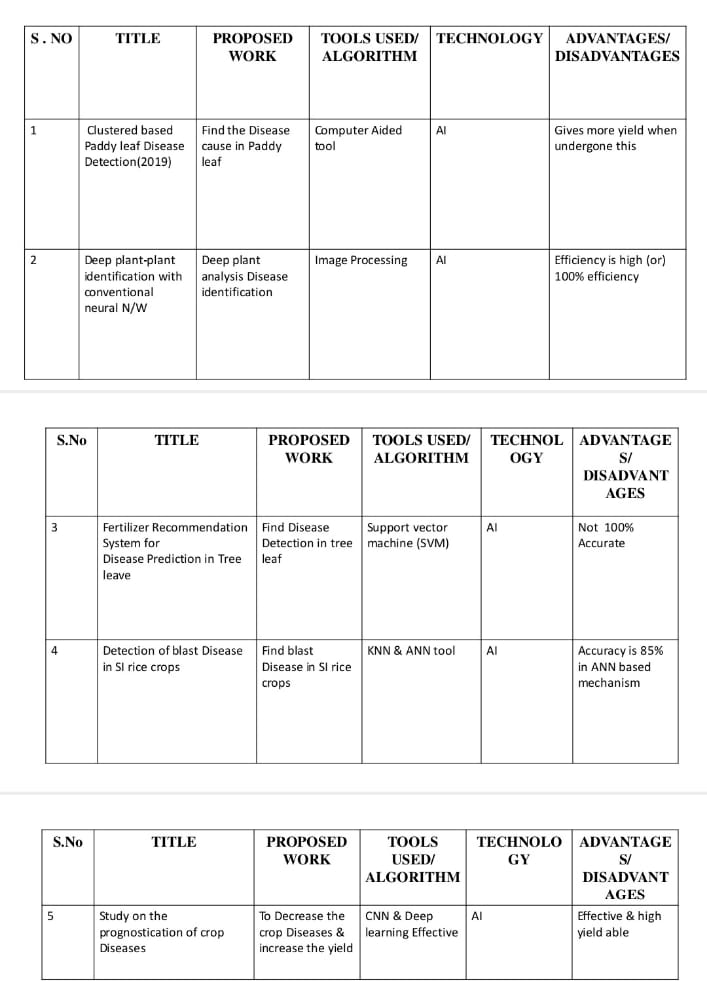 S . NO TITLE PROPOSED TOOLS USED/ TECHNOLOGY ADVANTAGES/
WORK ALGORITHM DISADVANTAGES
1 Clustered based Find the Disease Computer Aided AI Gives more yield when
Paddy leaf Disease cause in Paddy tool undergone this
Detection(2019) leaf
2 Deep plant-plant Deep plant Image Processing AI Efficiency is high (or)
identification with analysis Disease 100% efficiency
conventional identification
neural N/W
S.No TITLE PROPOSED TOOLS USED/ TECHNOL ADVANTAGE
WORK ALGORITHM OGY S/
DISADVANT
AGES
3 Fertilizer Recommendation Find Disease Support vector AI Not 100%
System for Detection in tree machine (SVM) Accurate
Disease Prediction in Tree leaf
leave
4 Detection of blast Disease Find blast KNN & ANN tool AI Accuracy is 85%
in SI rice crops Disease in SI rice in ANN based
crops mechanism
S.No TITLE PROPOSED TOOLS TECHNOLO ADVANTAGE
WORK USED/ GY S/
ALGORITHM DISADVANT
AGES
5 Study on the To Decrease the CNN & Deep AI Effective & high
prognostication of crop crop Diseases & learning Effective yield able
Diseases increase the yield